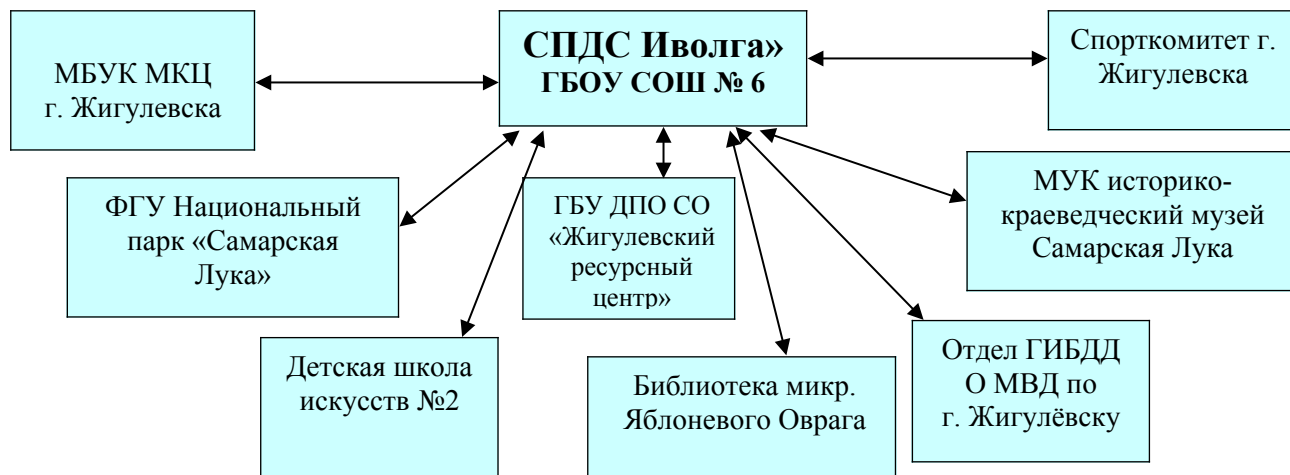 СПДС Иволга»
ГБОУ СОШ № 6
МБУК МКЦ
г. Жигулевска
Спорткомитет г.
Жигулевска
ФГУ Национальный
парк «Самарская
Лука»
ГБУ ДПО СО
«Жигулевский
ресурсный
центр»
МУК историко-
краеведческий музей
Самарская Лука
Детская школа
искусств №2
Библиотека микр.
Яблоневого Оврага
Отдел ГИБДД
О МВД по
г. Жигулёвску